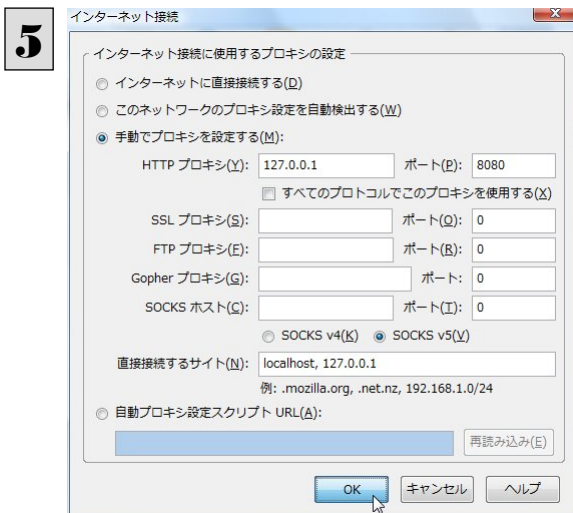 5
インターネット接続
インターネット接続に使用するプロキシの設定
インターネットに直接接続する(D)
このネットワークのプロキシ設定を自動検出する(W)
手動でプロキシを設定する(M):
HTTP プロキシ(Y): 127.0.0.1 ポート(P): 8080
すべてのプロトコルでこのプロキシを使用する(X)
SSL プロキシ(S): ポート(O): 0
FTP プロキシ(F): ポート(R): 0
Gopher プロキシ(G): ポート: 0
SOCKS ホスト(C): ポート(T): 0
SOCKS v4(K) SOCKS v5(V)
直接接続するサイト(N): localhost, 127.0.0.1
例: .mozilla.org, .net.nz, 192.168.1.0/24
自動プロキシ設定スクリプト URL(A):
再読み込み(E)
OK キャンセル ヘルプ